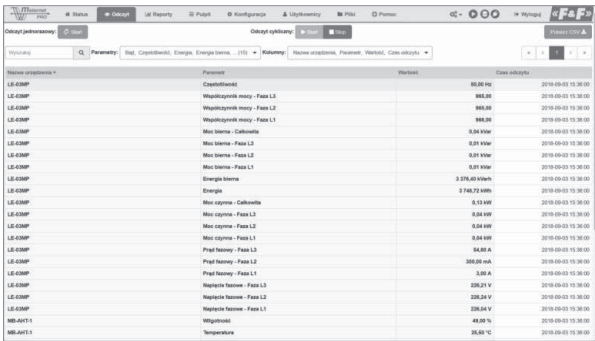 MeternetPRO Status Odczyt Raporty Pulpit Konfiguracja Użytkownicy Pliki Pomoc Wyloguj «F&F»
Odczyt jednorazowy: Start Odczyt cykliczny: Start Stop Pobierz CSV
Wyszukaj Parametry: Błąd, Częstotliwość, Energia, Energia bierna, ... (15) Kolumny: Nazwa urządzenia, Parametr, Wartość, Czas odczytu « ‹ 1 › »
Nazwa urządzenia Parametr Wartość Czas odczytu
LE-03MP Częstotliwość 50,00 Hz 2018-09-03 15:36:00
LE-03MP Współczynnik mocy - Faza L3 965,00 2018-09-03 15:36:00
LE-03MP Współczynnik mocy - Faza L2 965,00 2018-09-03 15:36:00
LE-03MP Współczynnik mocy - Faza L1 966,00 2018-09-03 15:36:00
LE-03MP Moc bierna - Całkowita 0,04 kVar 2018-09-03 15:36:00
LE-03MP Moc bierna - Faza L3 0,01 kVar 2018-09-03 15:36:00
LE-03MP Moc bierna - Faza L2 0,01 kVar 2018-09-03 15:36:00
LE-03MP Moc bierna - Faza L1 0,01 kVar 2018-09-03 15:36:00
LE-03MP Energia bierna 3 376,40 kVarh 2018-09-03 15:36:00
LE-03MP Energia 3 748,72 kWh 2018-09-03 15:36:00
LE-03MP Moc czynna - Całkowita 0,13 kW 2018-09-03 15:36:00
LE-03MP Moc czynna - Faza L3 0,04 kW 2018-09-03 15:36:00
LE-03MP Moc czynna - Faza L2 0,04 kW 2018-09-03 15:36:00
LE-03MP Moc czynna - Faza L1 0,04 kW 2018-09-03 15:36:00
LE-03MP Prąd fazowy - Faza L3 54,60 A 2018-09-03 15:36:00
LE-03MP Prąd fazowy - Faza L2 300,00 mA 2018-09-03 15:36:00
LE-03MP Prąd fazowy - Faza L1 3,00 A 2018-09-03 15:36:00
LE-03MP Napięcie fazowe - Faza L3 226,21 V 2018-09-03 15:36:00
LE-03MP Napięcie fazowe - Faza L2 226,24 V 2018-09-03 15:36:00
LE-03MP Napięcie fazowe - Faza L1 226,04 V 2018-09-03 15:36:00
MB-AHT-1 Wilgotność 49,00 % 2018-09-03 15:36:00
MB-AHT-1 Temperatura 25,50 °C 2018-09-03 15:36:00